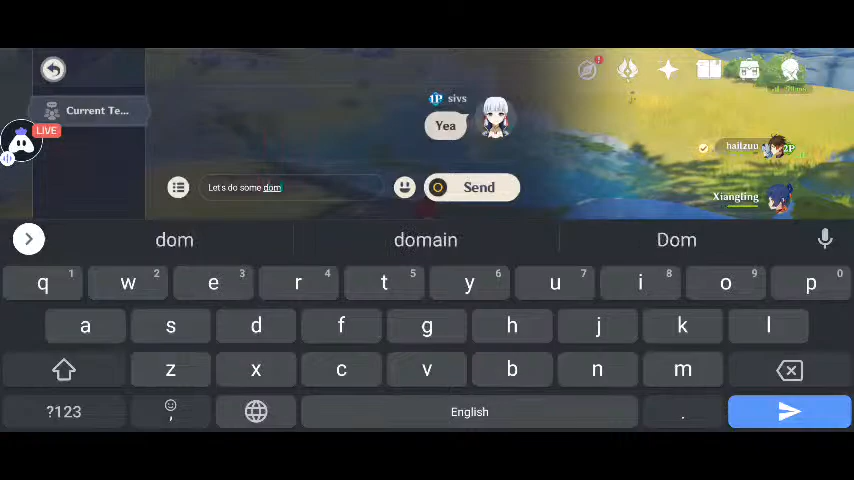 1P sivs
Current Te...
LIVE
Yea
hailzuu 2P
Let's do some dom
Send
Xiangling
dom domain Dom
q 1 w 2 e 3 r 4 t 5 y 6 u 7 i 8 o 9 p 0
a s d f g h j k l
z x c v b n m
?123 , English .